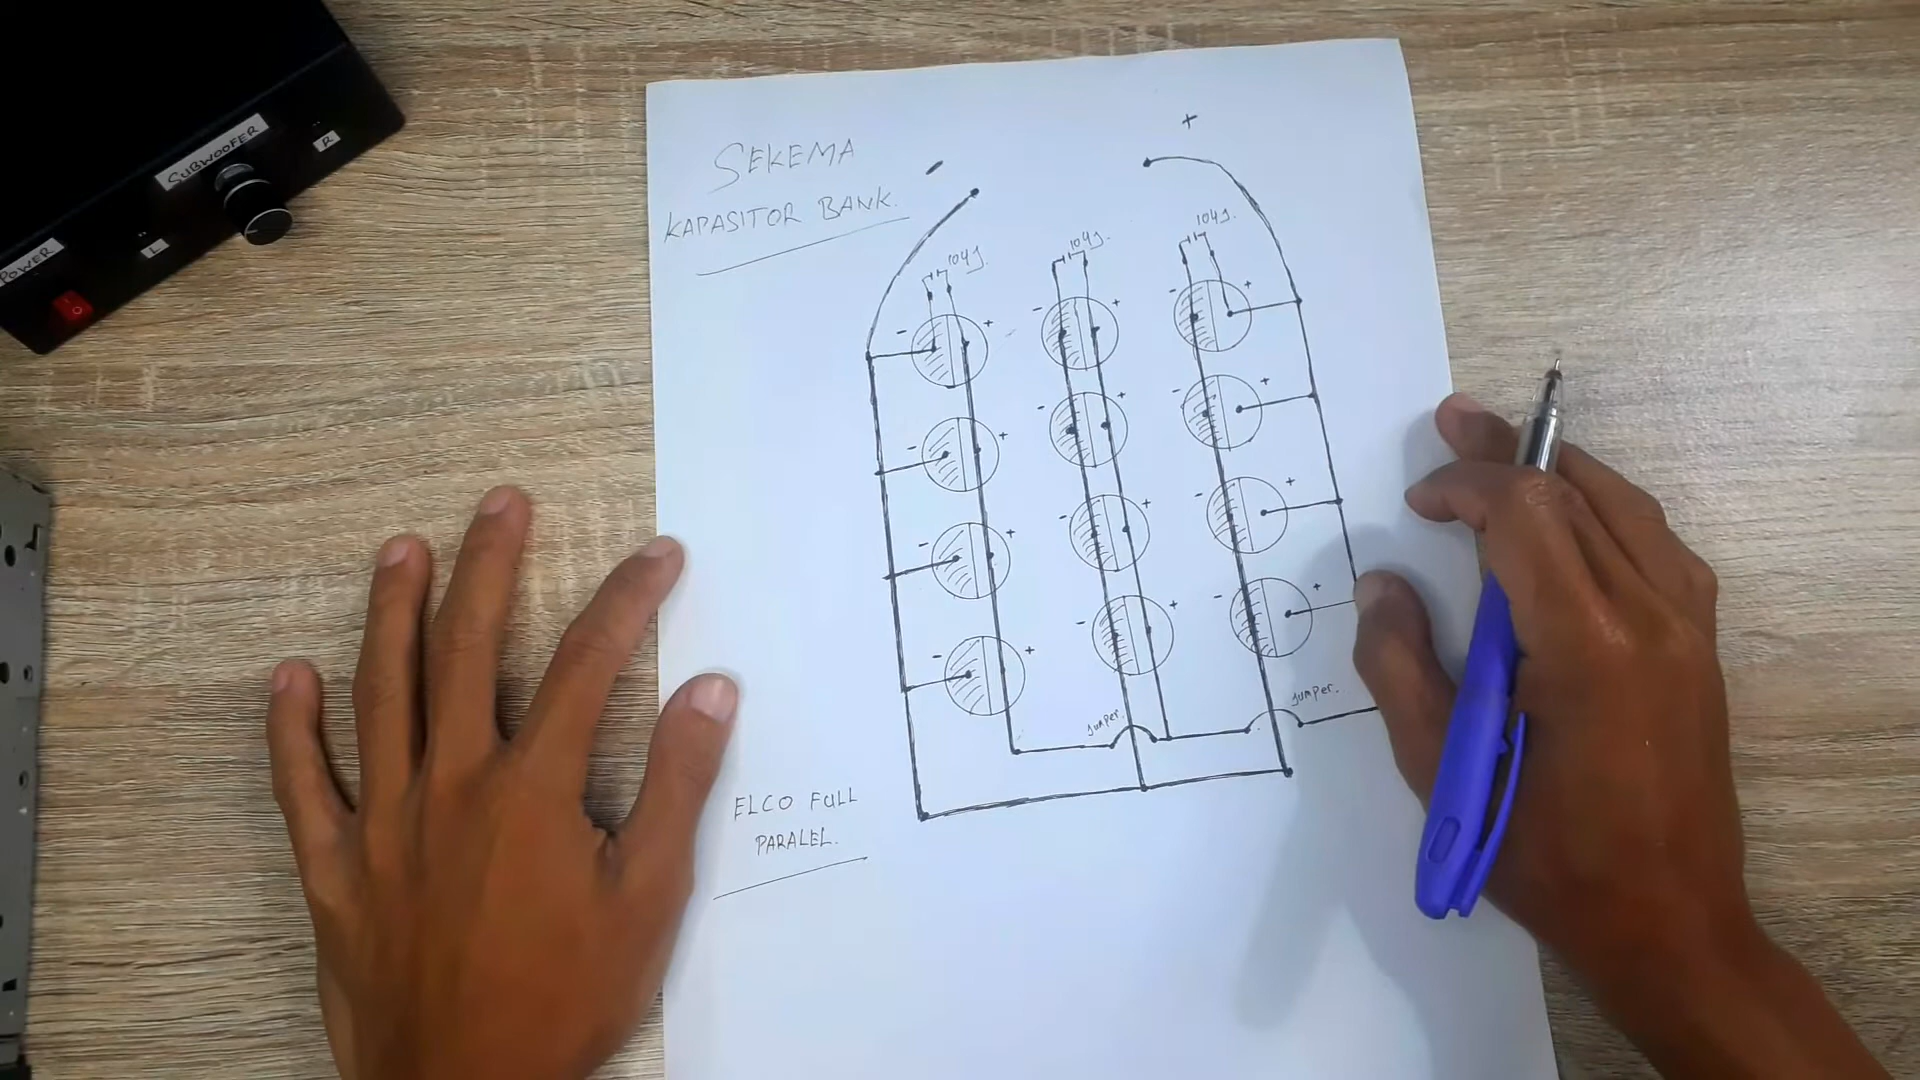 SUBWOOFER
R
L
POWER
SEKEMA
KAPASITOR BANK.
-
+
104J.
104J.
104J.
- + - + - +
- + - + - +
- + - + - +
- + - + - +
Jumper.
Jumper.
ELCO FULL
PARALEL.